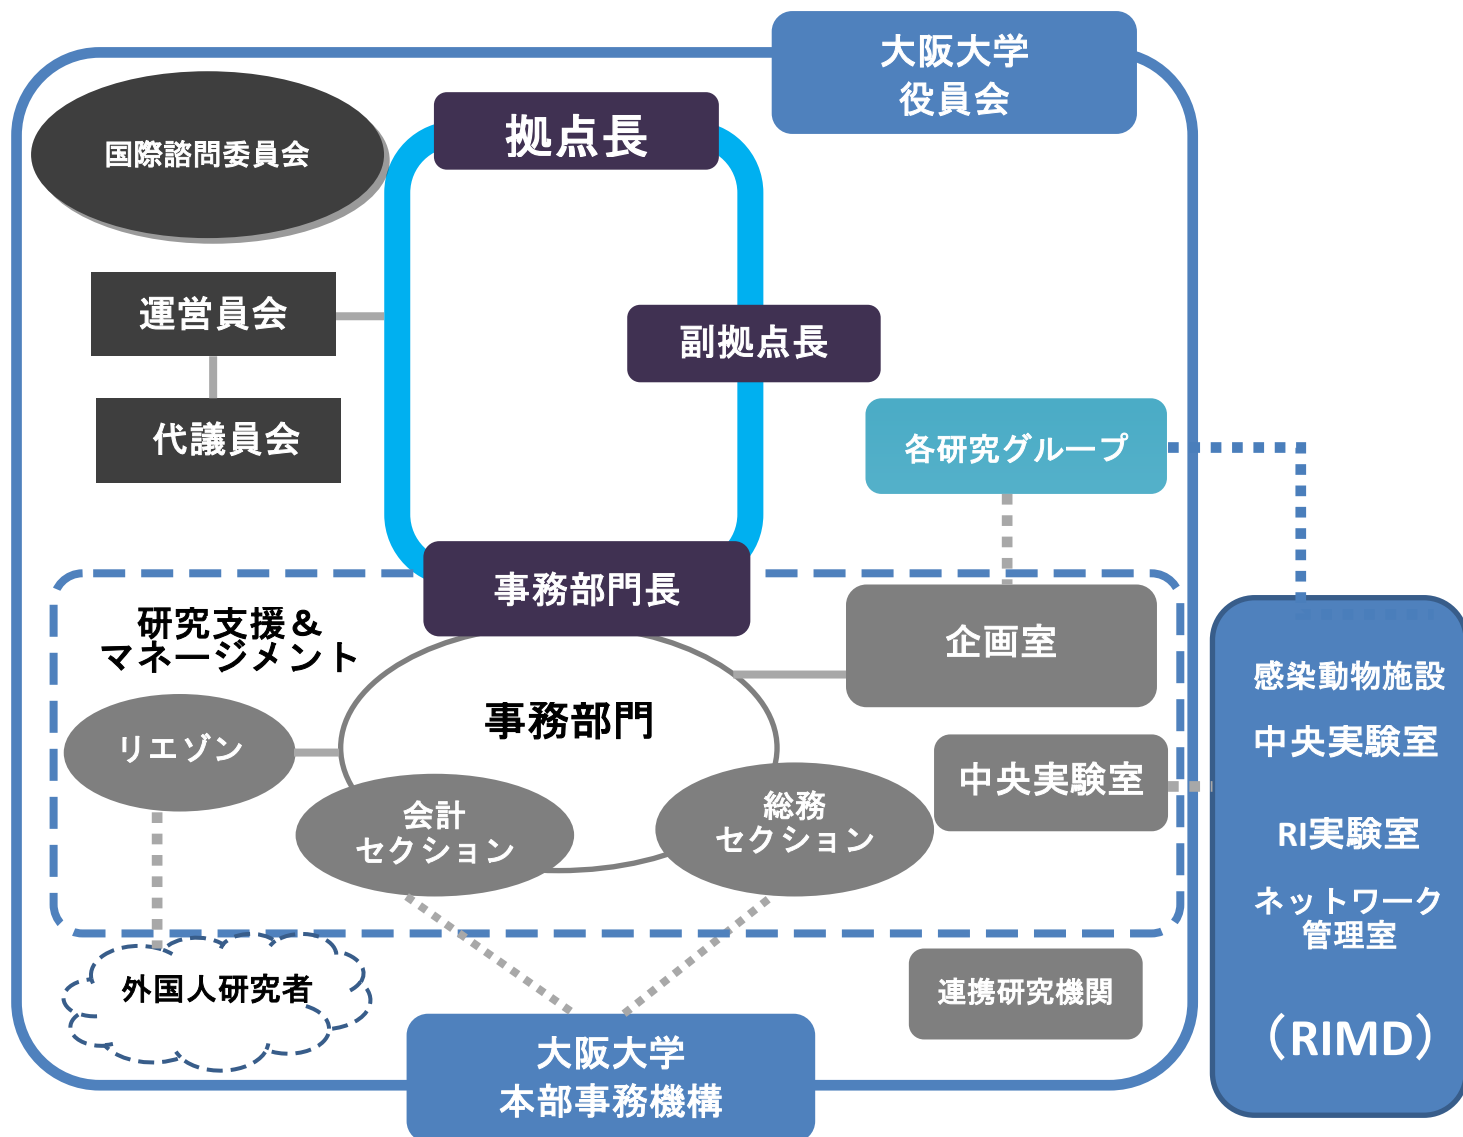 大阪大学
役員会
拠点長
国際諮問委員会
運営員会
副拠点長
代議員会
各研究グループ
事務部門長
研究支援＆
マネージメント
企画室
事務部門
リエゾン
中央実験室
会計
セクション
総務
セクション
感染動物施設
中央実験室
RI実験室
ネットワーク
管理室
（RIMD）
外国人研究者
連携研究機関
大阪大学
本部事務機構